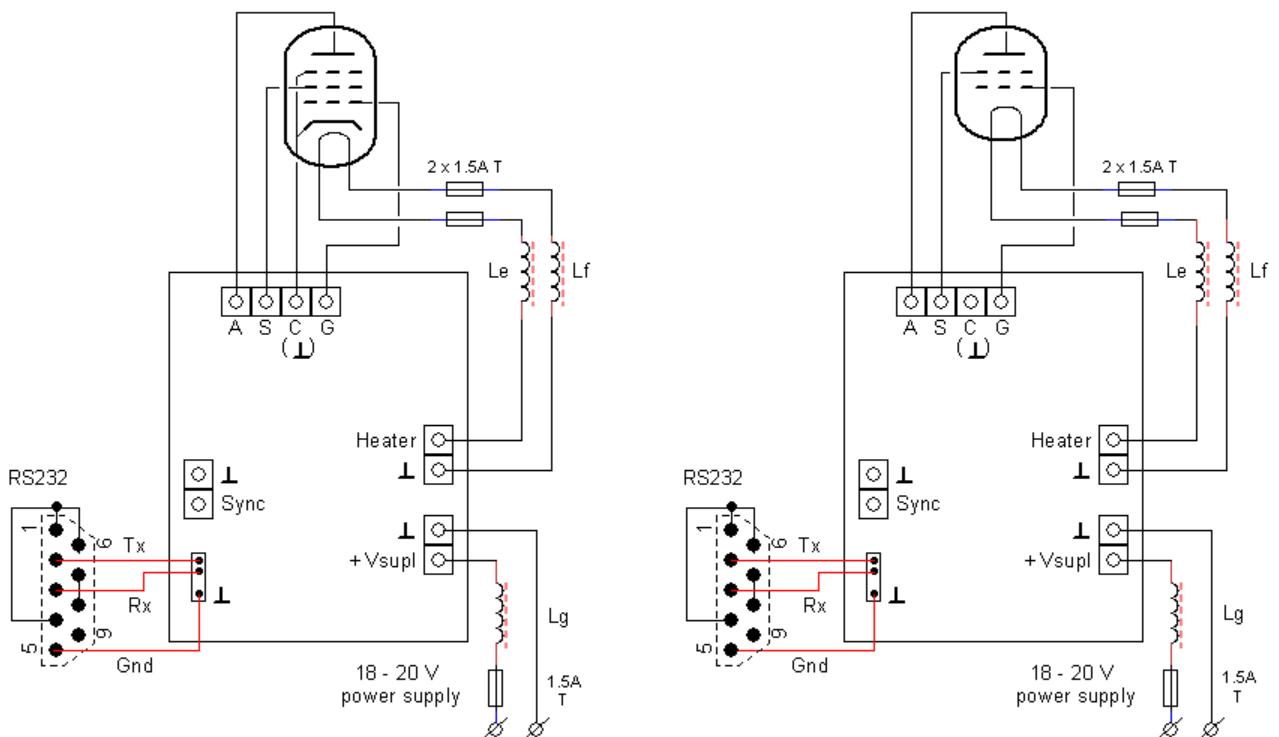 2 x 1.5A T
Le
Lf
A S C G
(⊥)
Heater
⊥
⊥
Sync
RS232
1
6
Tx
Rx
⊥
9
5
Gnd
⊥
+ Vsupl
Lg
18 - 20 V
power supply
1.5A
T
2 x 1.5A T
Le
Lf
A S C G
(⊥)
Heater
⊥
⊥
Sync
RS232
1
6
Tx
Rx
⊥
9
5
Gnd
⊥
+ Vsupl
Lg
18 - 20 V
power supply
1.5A
T